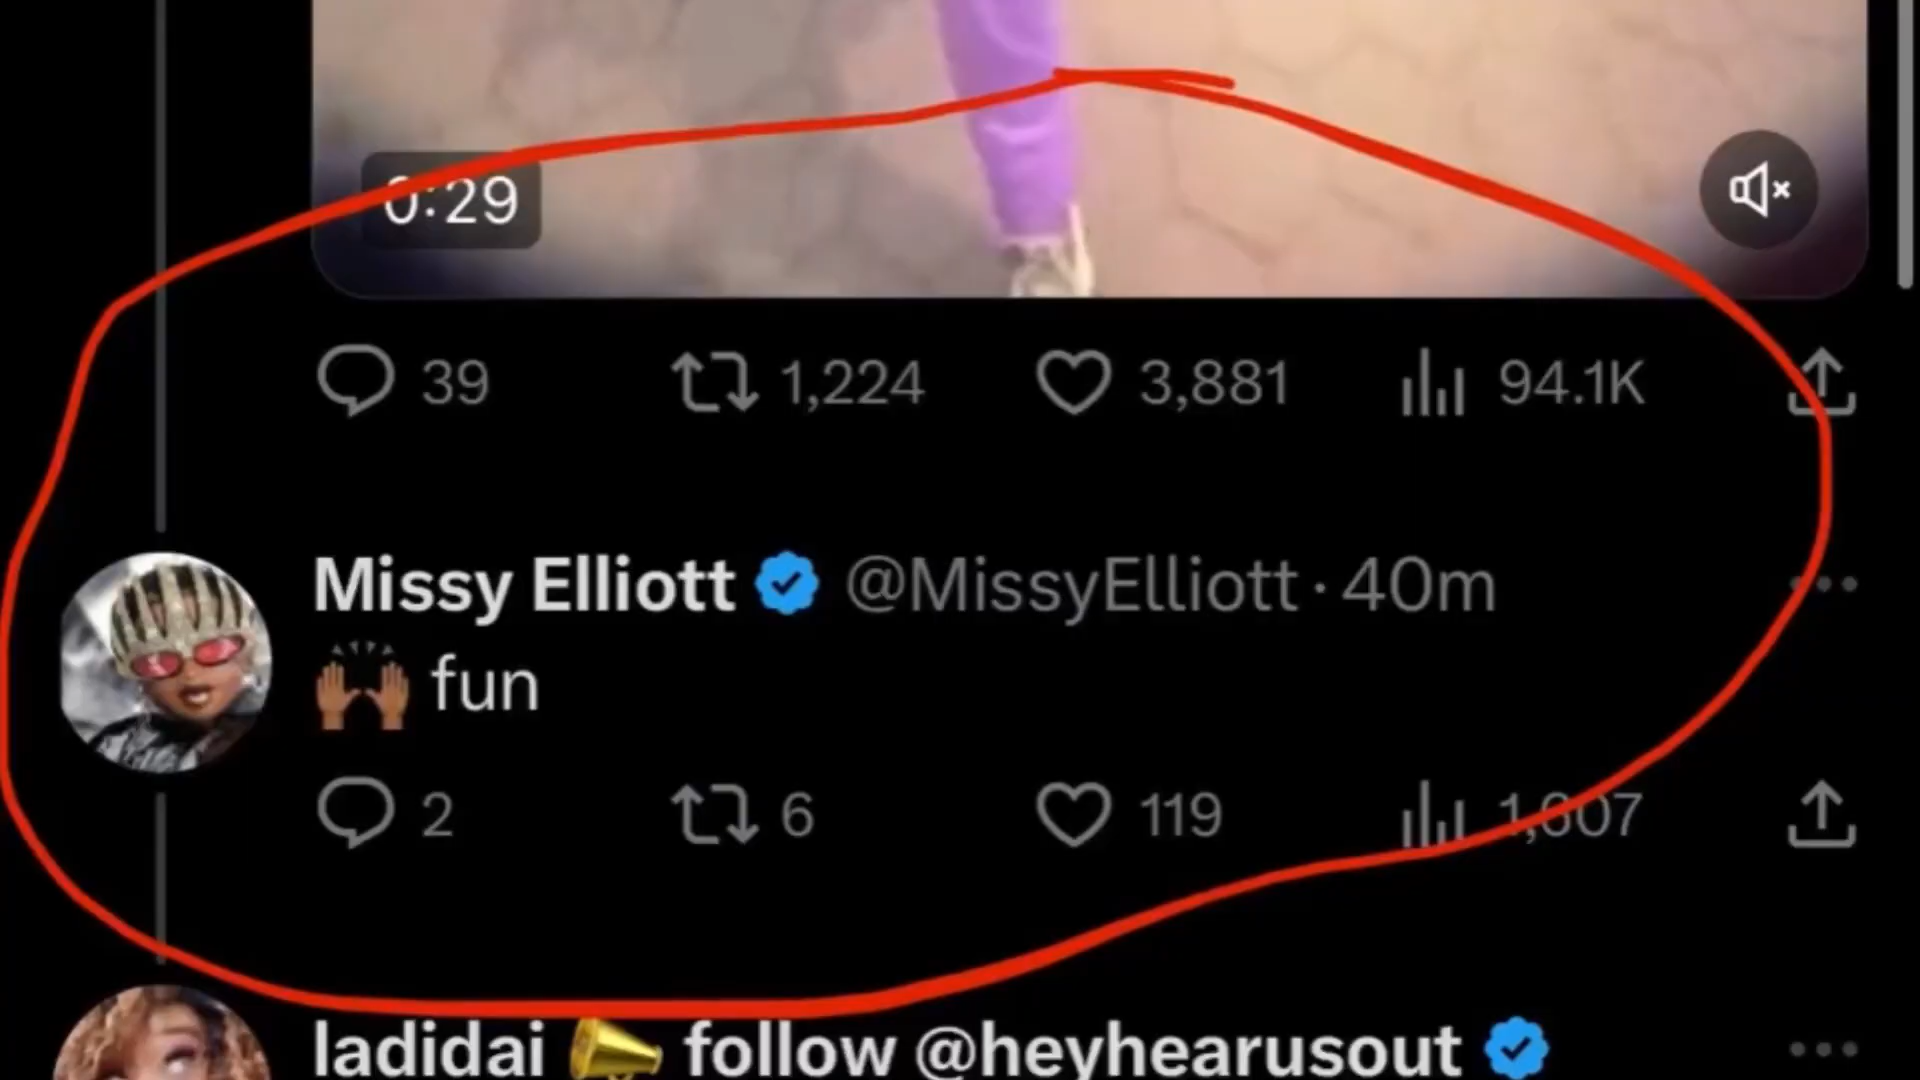 0:29
39 1,224 3,881 94.1K
Missy Elliott @MissyElliott · 40m
🙌🏾 fun
2 6 119 1,607
ladidai 📣 follow @heyhearusout